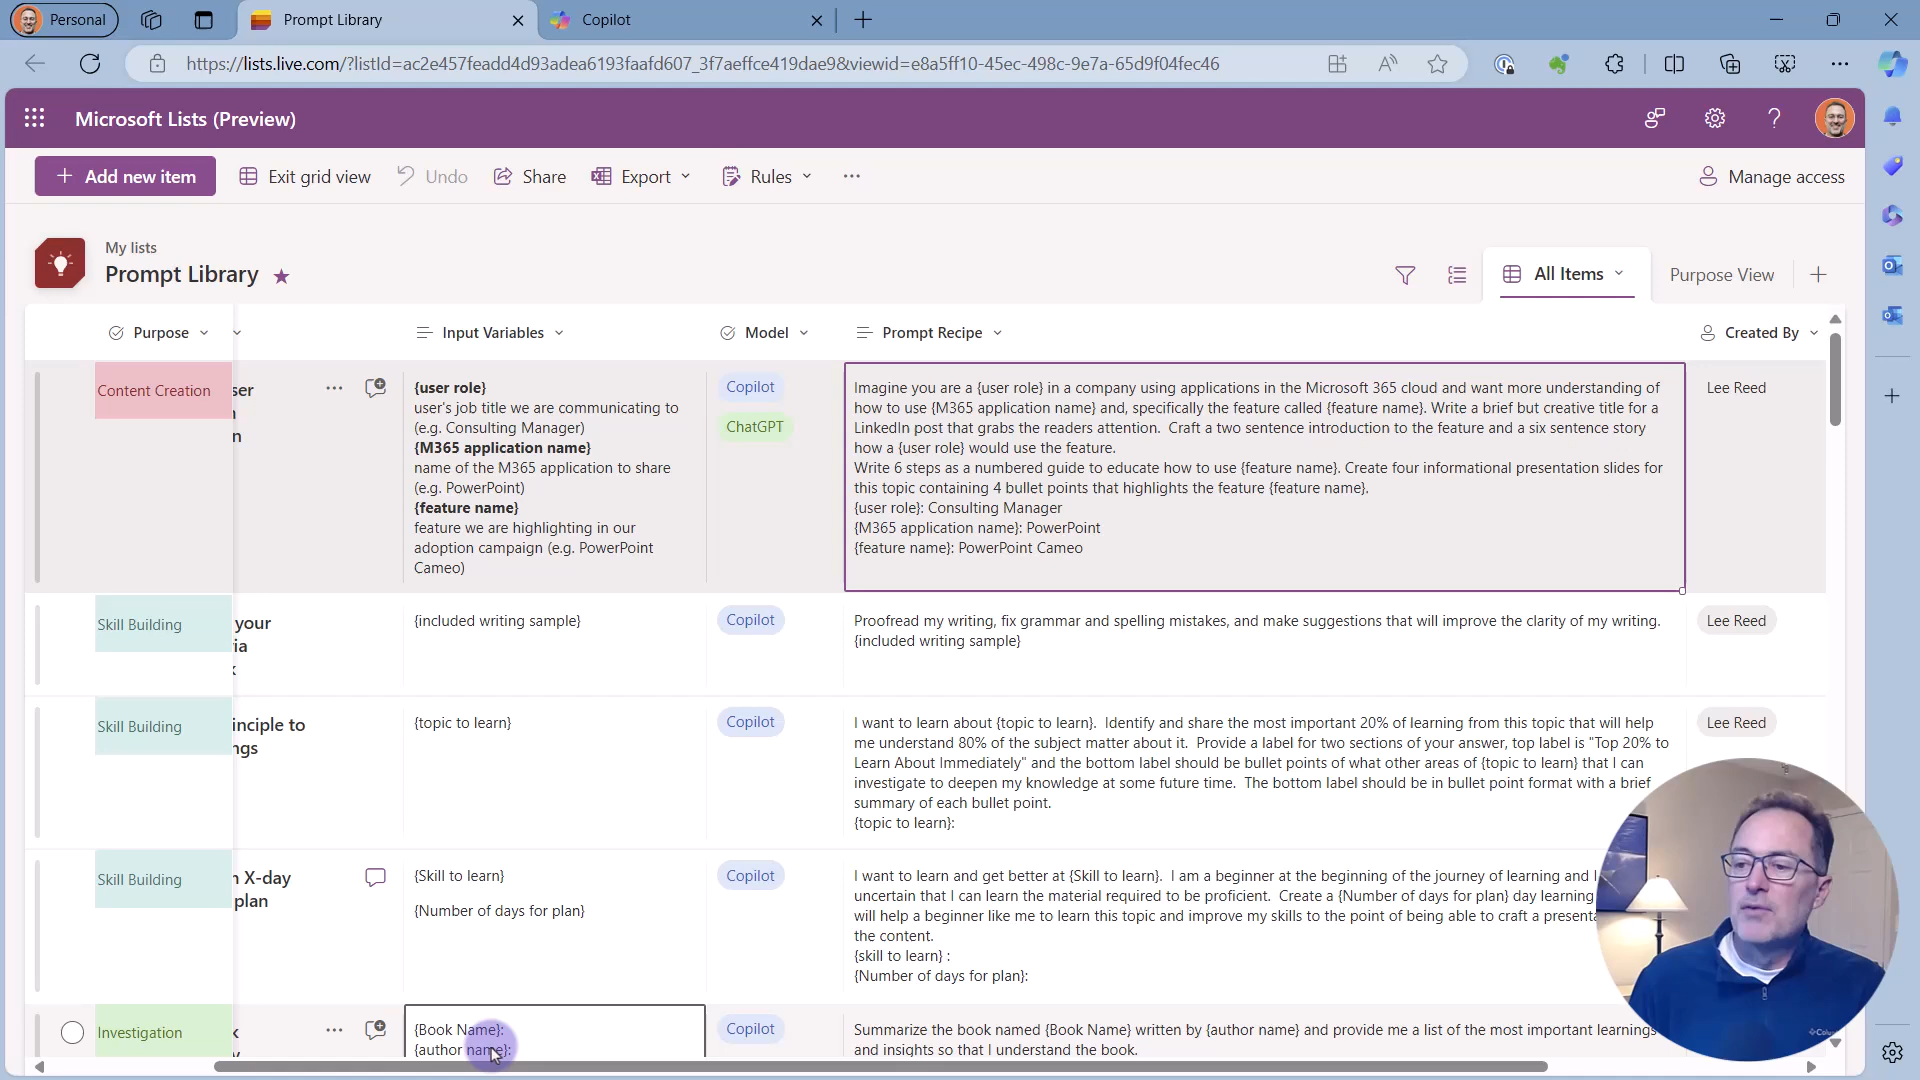 Personal
Prompt Library
Copilot
https://lists.live.com/?listId=ac2e457feadd4d93adea6193faafd607_3f7aeffce419dae9&viewid=e8a5ff10-45ec-498c-9e7a-65d9f04fec46
Microsoft Lists (Preview)
Add new item
Exit grid view
Undo
Share
Export
Rules
Manage access
My lists
Prompt Library
All Items
Purpose View
Purpose
Input Variables
Model
Prompt Recipe
Created By
Content Creation
ser
n
n
{user role}
user's job title we are communicating to
(e.g. Consulting Manager)
{M365 application name}
name of the M365 application to share
(e.g. PowerPoint)
{feature name}
feature we are highlighting in our
adoption campaign (e.g. PowerPoint
Cameo)
Copilot
ChatGPT
Imagine you are a {user role} in a company using applications in the Microsoft 365 cloud and want more understanding of
how to use {M365 application name} and, specifically the feature called {feature name}. Write a brief but creative title for a
LinkedIn post that grabs the readers attention.  Craft a two sentence introduction to the feature and a six sentence story
how a {user role} would use the feature.
Write 6 steps as a numbered guide to educate how to use {feature name}. Create four informational presentation slides for
this topic containing 4 bullet points that highlights the feature {feature name}.
{user role}: Consulting Manager
{M365 application name}: PowerPoint
{feature name}: PowerPoint Cameo
Lee Reed
Skill Building
your
ia
k
{included writing sample}
Copilot
Proofread my writing, fix grammar and spelling mistakes, and make suggestions that will improve the clarity of my writing.
{included writing sample}
Lee Reed
Skill Building
inciple to
ngs
{topic to learn}
Copilot
I want to learn about {topic to learn}.  Identify and share the most important 20% of learning from this topic that will help
me understand 80% of the subject matter about it.  Provide a label for two sections of your answer, top label is "Top 20% to
Learn About Immediately" and the bottom label should be bullet points of what other areas of {topic to learn} that I can
investigate to deepen my knowledge at some future time.  The bottom label should be in bullet point format with a brief
summary of each bullet point.
{topic to learn}:
Lee Reed
Skill Building
n X-day
plan
{Skill to learn}
{Number of days for plan}
Copilot
I want to learn and get better at {Skill to learn}.  I am a beginner at the beginning of the journey of learning and I
uncertain that I can learn the material required to be proficient.  Create a {Number of days for plan} day learning
will help a beginner like me to learn this topic and improve my skills to the point of being able to craft a presenta
the content.
{skill to learn} :
{Number of days for plan}:
Investigation
k
y
{Book Name}:
{author name}:
Copilot
Summarize the book named {Book Name} written by {author name} and provide me a list of the most important learnings
and insights so that I understand the book.